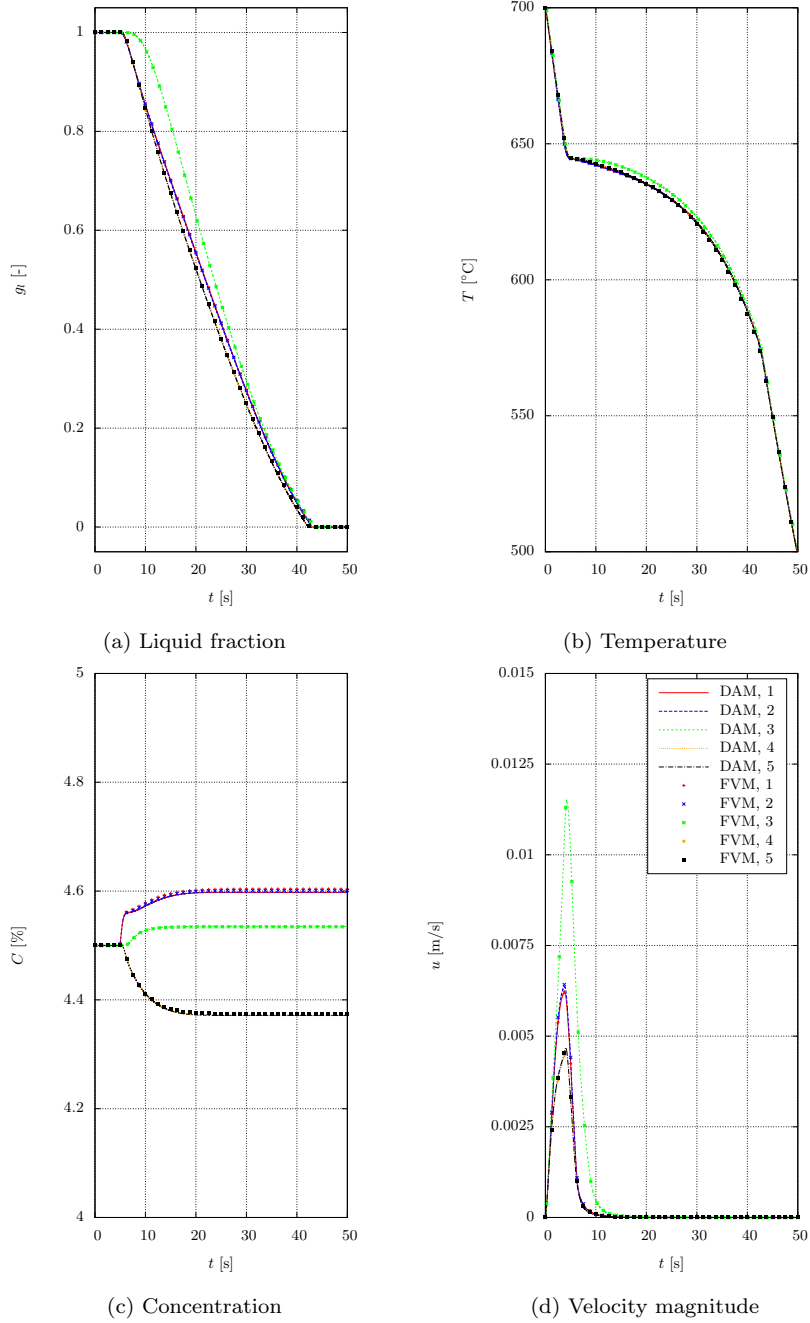 1
0.8
0.6
0.4
0.2
0
0 10 20 30 40 50
gl [-]
t [s]
(a) Liquid fraction
700
650
600
550
500
0 10 20 30 40 50
T [°C]
t [s]
(b) Temperature
5
4.8
4.6
4.4
4.2
4
0 10 20 30 40 50
C [%]
t [s]
(c) Concentration
0.015
0.0125
0.01
0.0075
0.005
0.0025
0
0 10 20 30 40 50
u [m/s]
t [s]
DAM, 1
DAM, 2
DAM, 3
DAM, 4
DAM, 5
FVM, 1
FVM, 2
FVM, 3
FVM, 4
FVM, 5
(d) Velocity magnitude